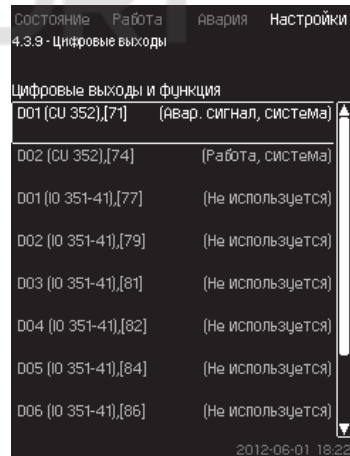 Состояние Работа Авария Настройки
4.3.9 - Цифровые выходы
Цифровые выходы и функция
DO1 (CU 352),[71] (Авар. сигнал, система)
DO2 (CU 352),[74] (Работа, система)
DO1 (IO 351-41),[77] (Не используется)
DO2 (IO 351-41),[79] (Не используется)
DO3 (IO 351-41),[81] (Не используется)
DO4 (IO 351-41),[82] (Не используется)
DO5 (IO 351-41),[84] (Не используется)
DO6 (IO 351-41),[86] (Не используется)
2012-06-01 18:22